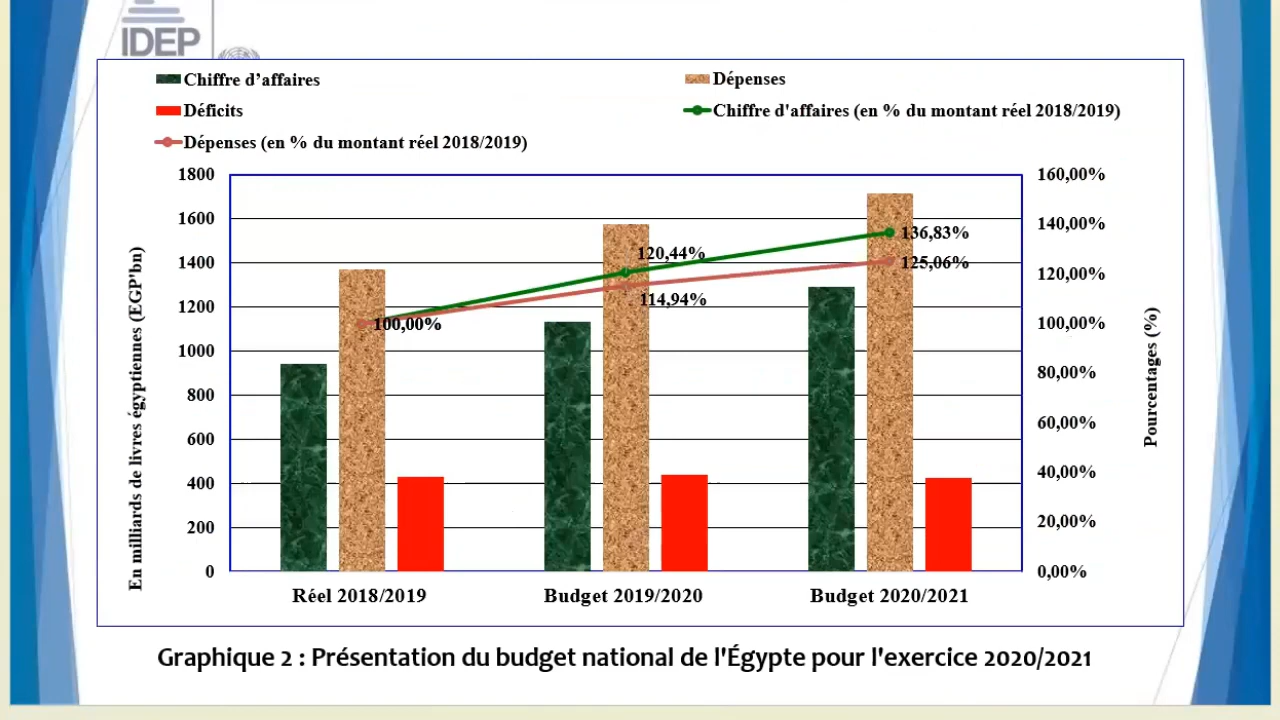 IDEP
Chiffre d’affaires
Dépenses
Déficits
Chiffre d'affaires (en % du montant réel 2018/2019)
Dépenses (en % du montant réel 2018/2019)
En milliards de livres égyptiennes (EGP'bn)
1800
1600
1400
1200
1000
800
600
400
200
0
100,00%
120,44%
114,94%
136,83%
125,06%
160,00%
140,00%
120,00%
100,00%
80,00%
60,00%
40,00%
20,00%
0,00%
Pourcentages (%)
Réel 2018/2019
Budget 2019/2020
Budget 2020/2021
Graphique 2 : Présentation du budget national de l'Égypte pour l'exercice 2020/2021